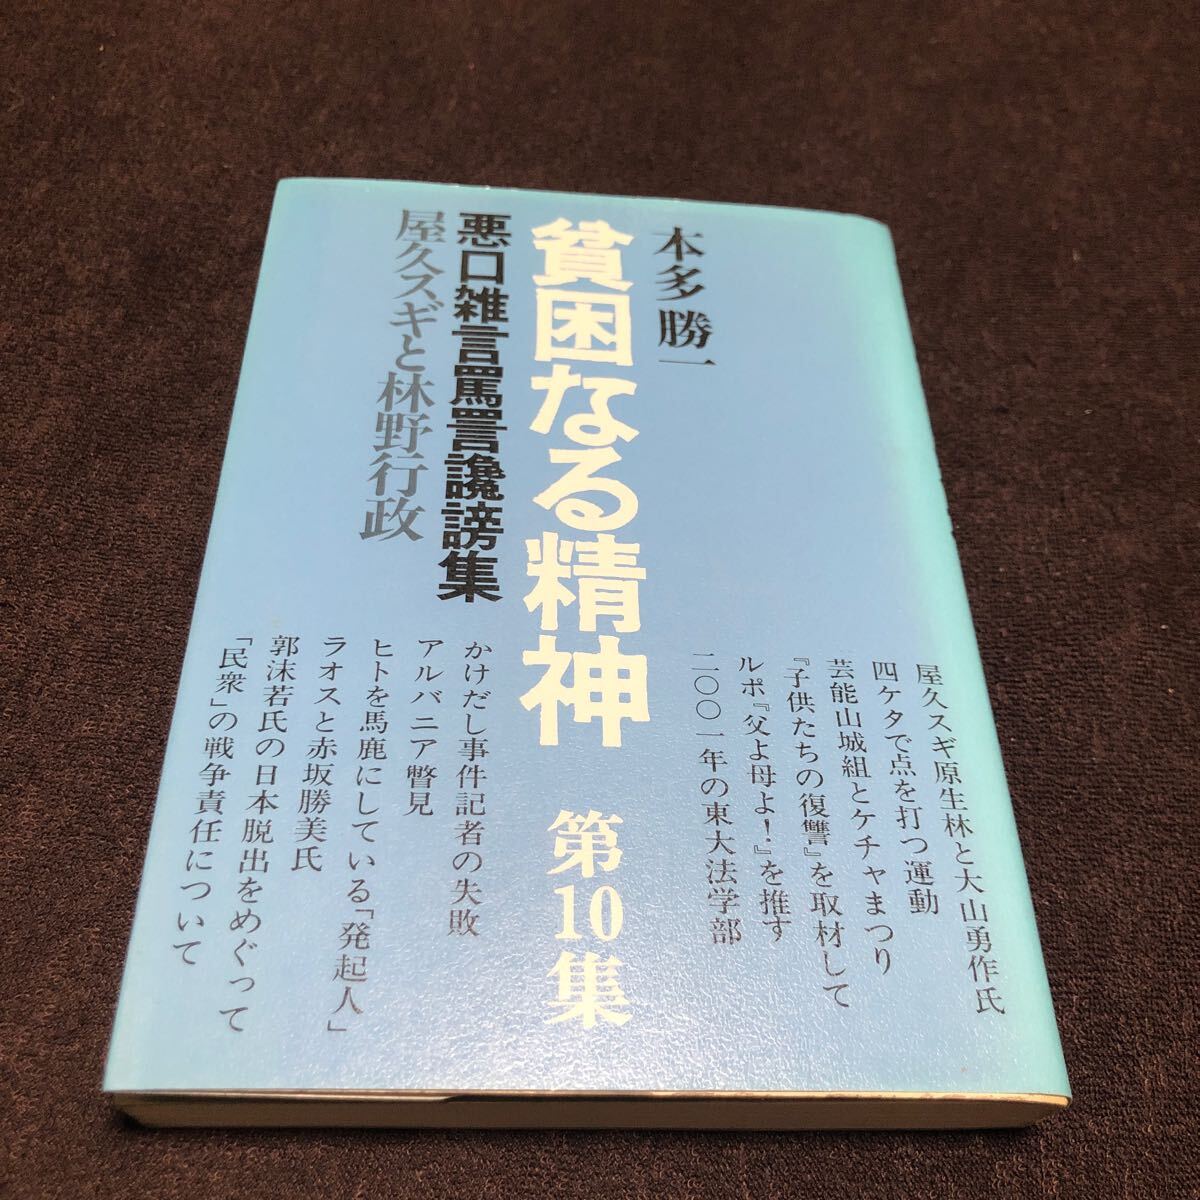 本多勝一
貧困なる精神 第10集
悪口雑言罵詈讒謗集
屋久スギと林野行政
屋久スギ原生林と大山勇作氏
四ケタで点を打つ運動
芸能山城組とケチャまつり
『子供たちの復讐』を取材して
ルポ『父よ母よ!』を推す
二〇〇一年の東大法学部
かけだし事件記者の失敗
アルバニア瞥見
ヒトを馬鹿にしている「発起人」
ラオスと赤坂勝美氏
郭沫若氏の日本脱出をめぐって
「民衆」の戦争責任について